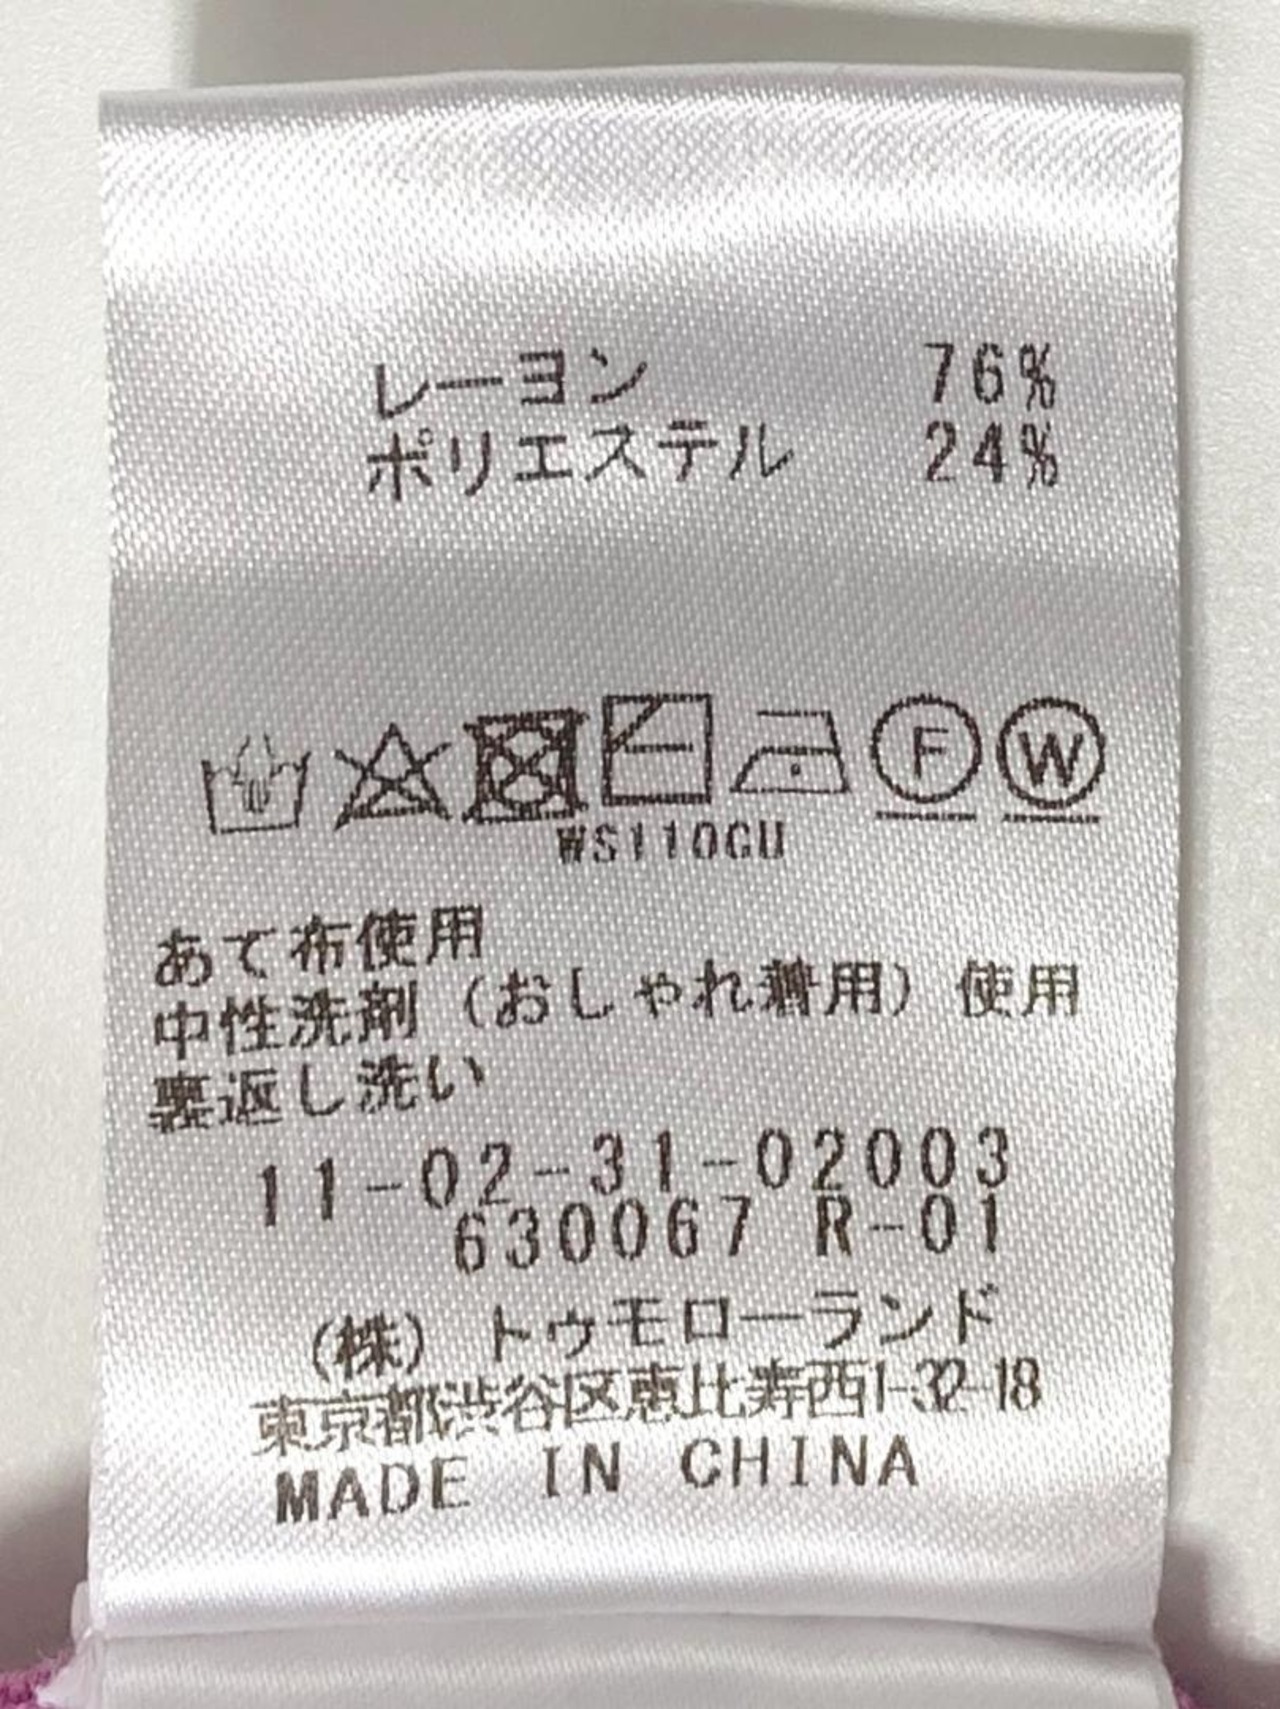 レーヨン 76%
ポリエステル 24%
F W
WS110GU
あて布使用
中性洗剤（おしゃれ着用）使用
裏返し洗い
11-02-31-02003
630067 R-01
（株）トゥモローランド
東京都渋谷区恵比寿西1-32-18
MADE IN CHINA